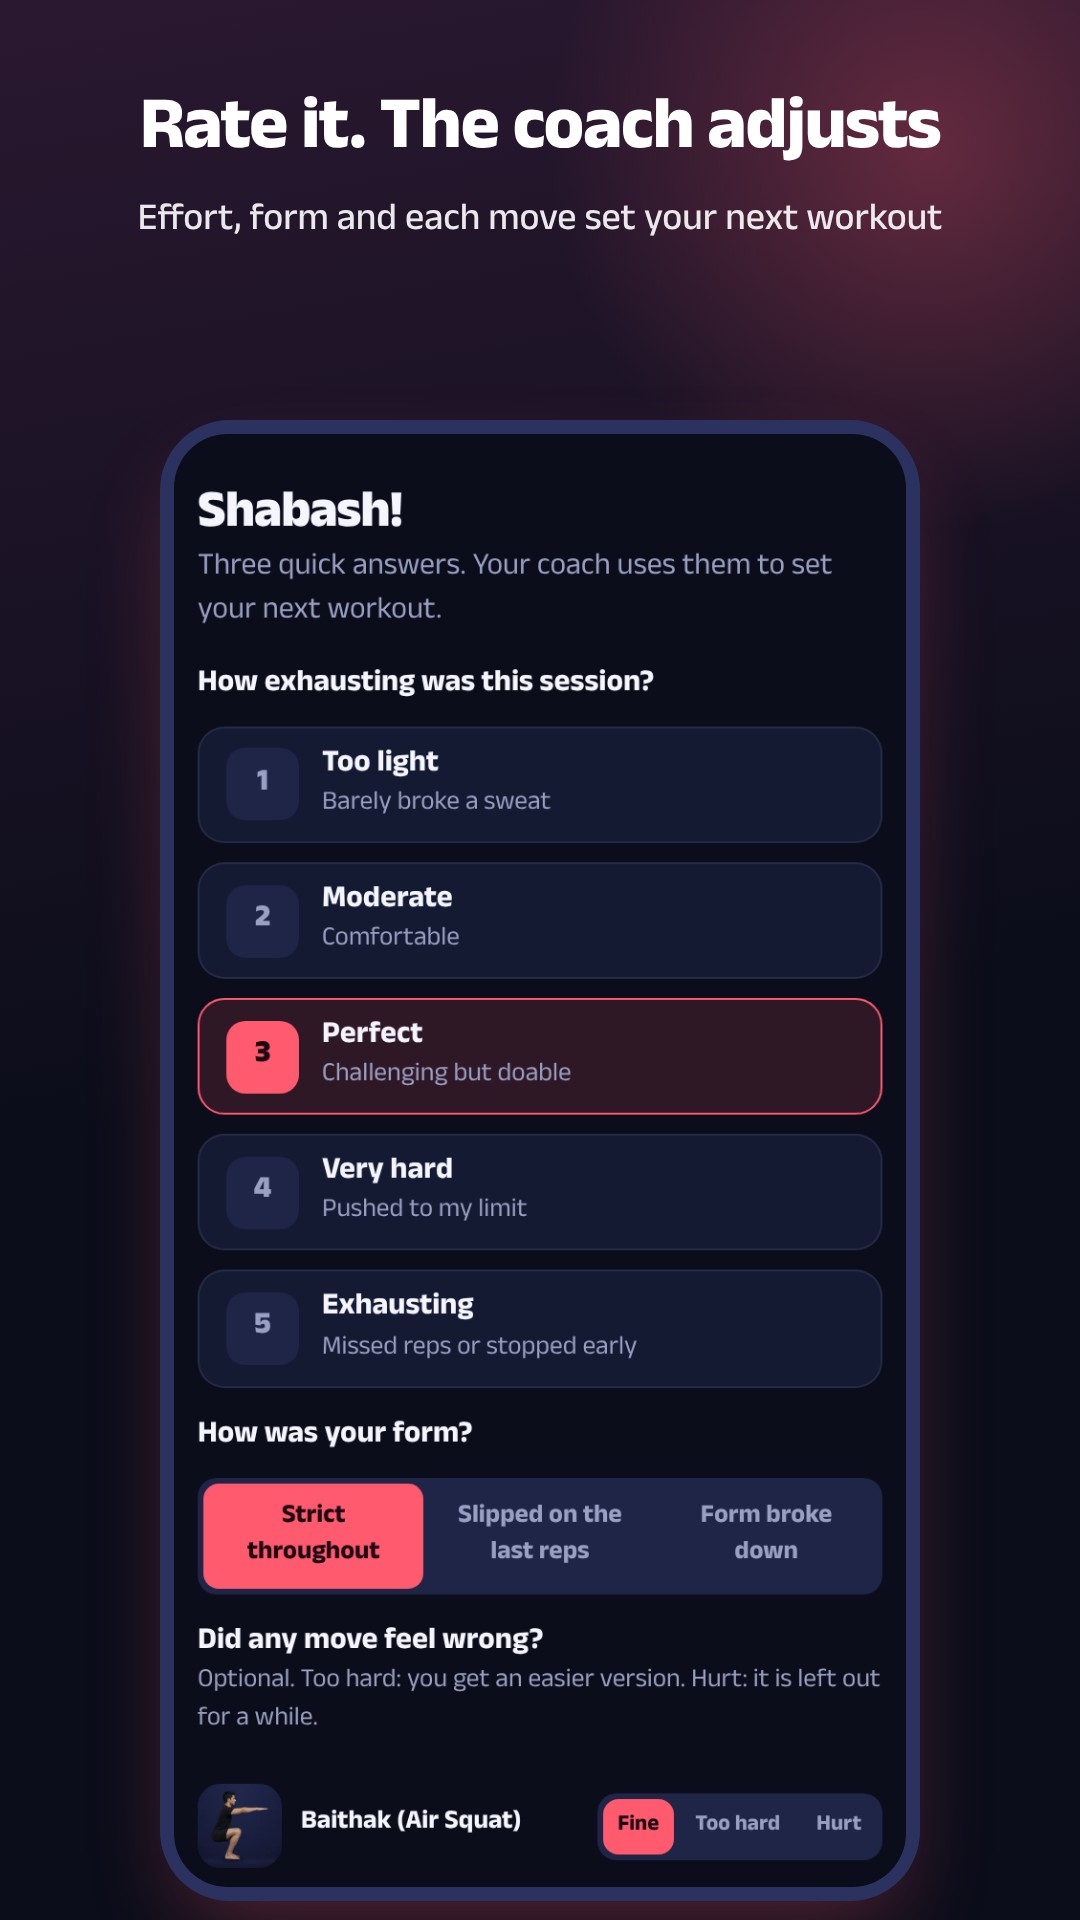 Rate it. The coach adjusts
Effort, form and each move set your next workout
Shabash!
Three quick answers. Your coach uses them to set
your next workout.
How exhausting was this session?
1
Too light
Barely broke a sweat
2
Moderate
Comfortable
3
Perfect
Challenging but doable
4
Very hard
Pushed to my limit
5
Exhausting
Missed reps or stopped early
How was your form?
Strict
throughout
Slipped on the
last reps
Form broke
down
Did any move feel wrong?
Optional. Too hard: you get an easier version. Hurt: it is left out
for a while.
Baithak (Air Squat)
Fine
Too hard
Hurt